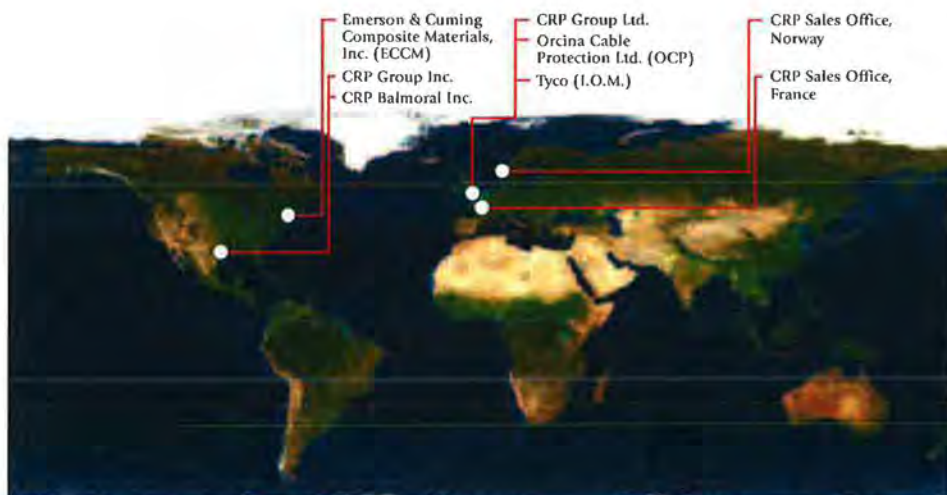 Emerson & Cuming
Composite Materials,
Inc. (ECCM)
CRP Group Inc.
CRP Balmoral Inc.
CRP Group Ltd.
Orcina Cable
Protection Ltd. (OCP)
Tyco (I.O.M.)
CRP Sales Office,
Norway
CRP Sales Office,
France